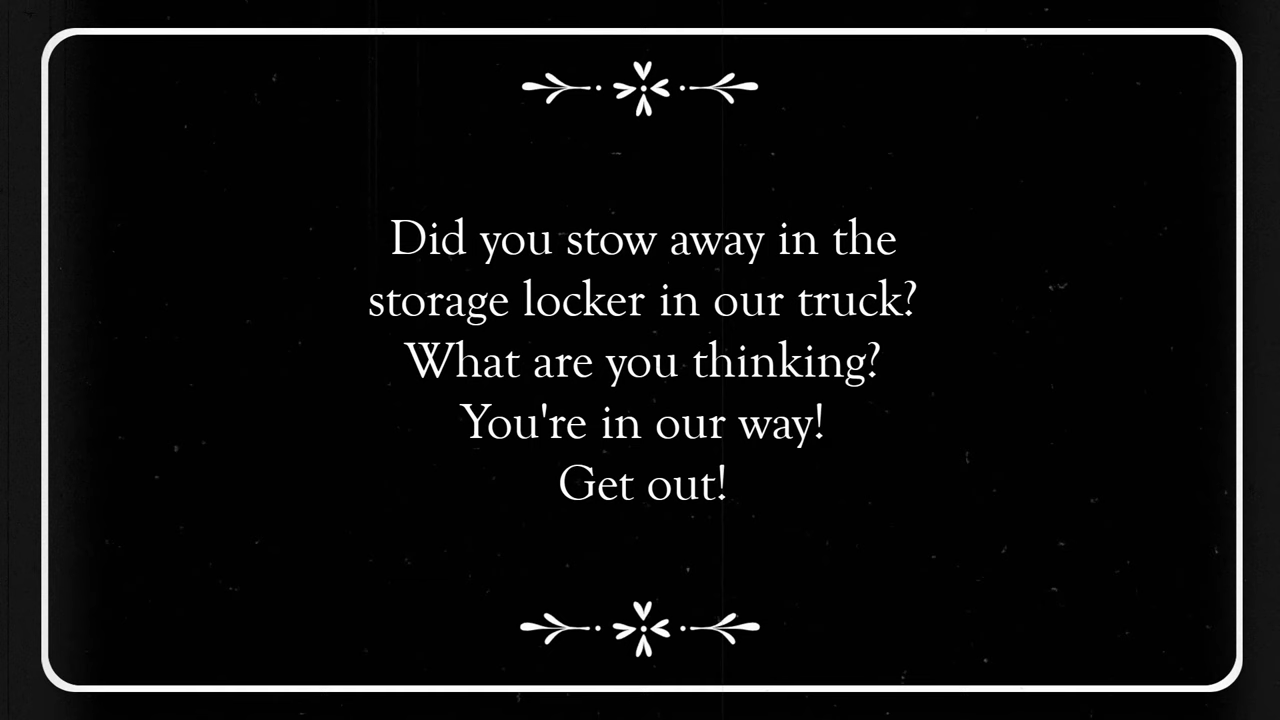 Did you stow away in the
storage locker in our truck?
What are you thinking?
You're in our way!
Get out!